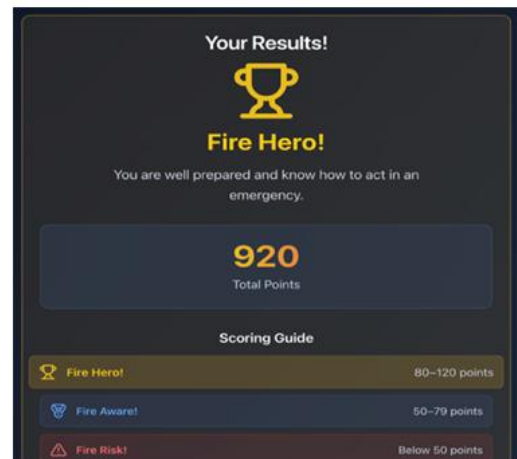 Your Results!
Fire Hero!
You are well prepared and know how to act in an
emergency.
920
Total Points
Scoring Guide
Fire Hero! 80–120 points
Fire Aware! 50–79 points
Fire Risk! Below 50 points